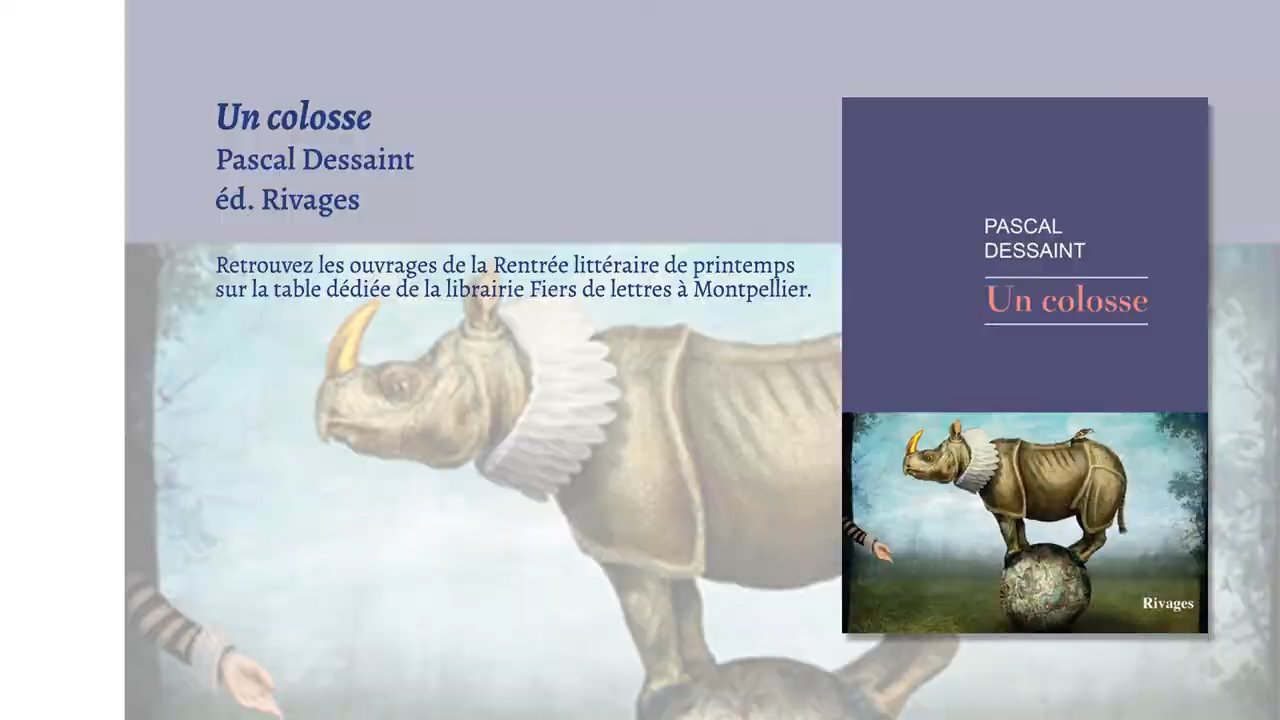 Un colosse
Pascal Dessaint
éd. Rivages
Retrouvez les ouvrages de la Rentrée littéraire de printemps
sur la table dédiée de la librairie Fiers de lettres à Montpellier.
PASCAL
DESSAINT
Un colosse
Rivages